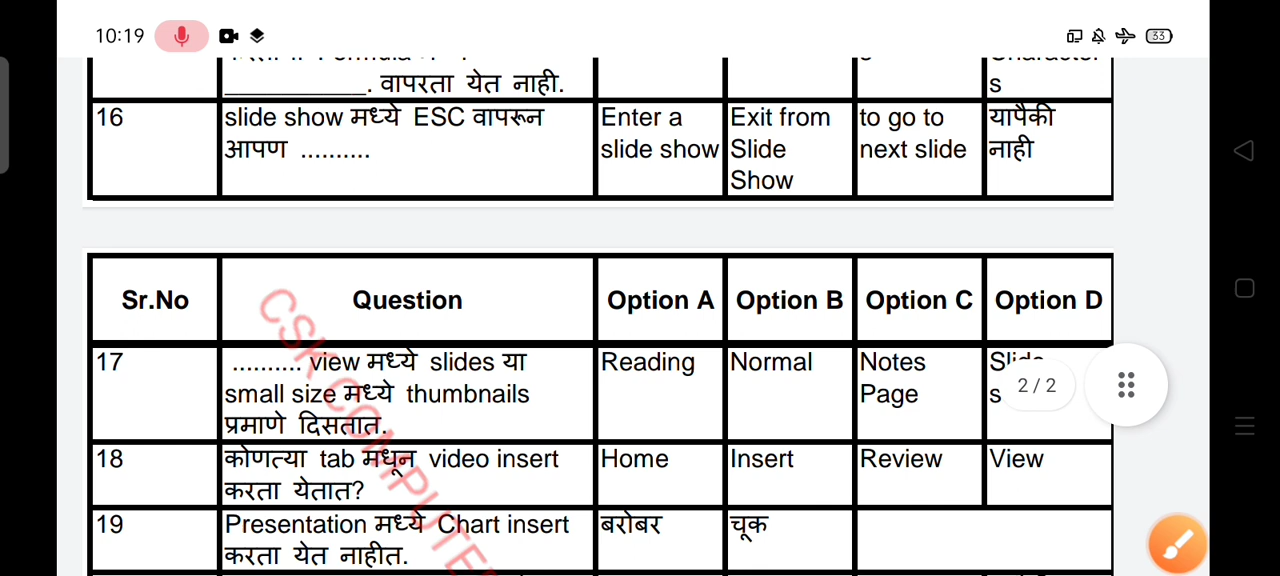 10:19
33
वापरता येत नाही.
s
16
slide show मध्ये ESC वापरून
आपण ..........
Enter a
slide show
Exit from
Slide
Show
to go to
next slide
यापैकी
नाही
Sr.No
Question
Option A
Option B
Option C
Option D
17
.......... view मध्ये slides या
small size मध्ये thumbnails
प्रमाणे दिसतात.
Reading
Normal
Notes
Page
2 / 2
18
कोणत्या tab मधून video insert
करता येतात?
Home
Insert
Review
View
19
Presentation मध्ये Chart insert
करता येत नाहीत.
बरोबर
चूक
CSK COMPUTE